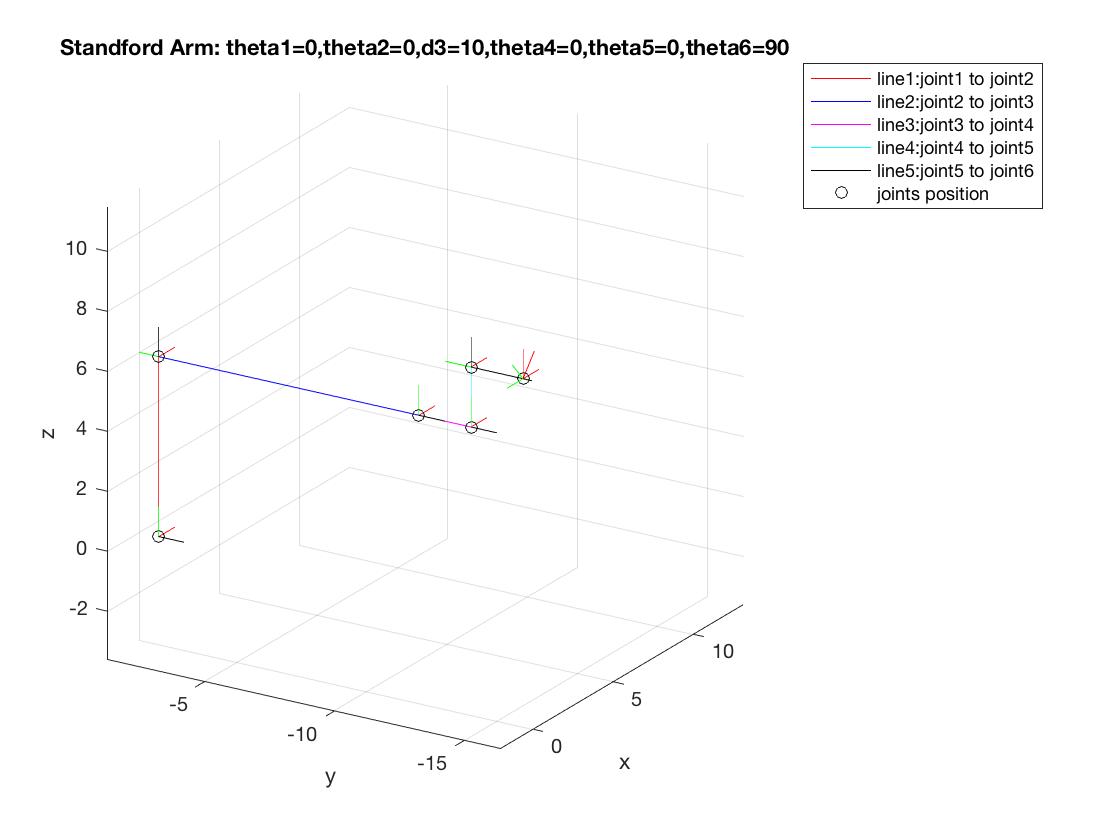 Standford Arm: theta1=0,theta2=0,d3=10,theta4=0,theta5=0,theta6=90
line1:joint1 to joint2
line2:joint2 to joint3
line3:joint3 to joint4
line4:joint4 to joint5
line5:joint5 to joint6
joints position
10
8
6
4
2
0
-2
z
-5
-10
-15
y
0
5
10
x